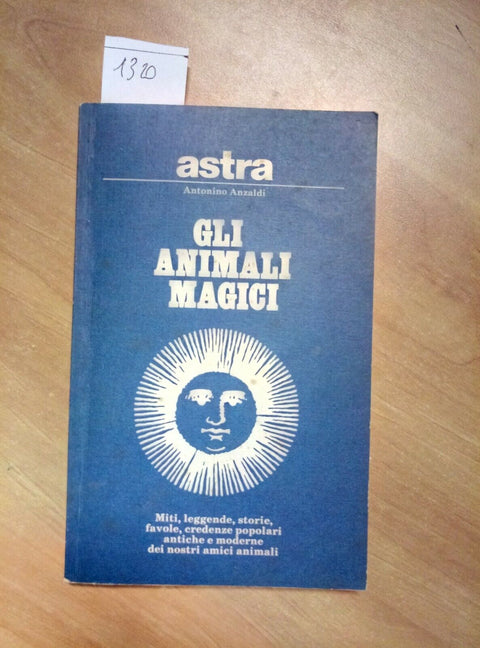 1320
astra
Antonino Anzaldi
GLI
ANIMALI
MAGICI
Miti, leggende, storie,
favole, credenze popolari
antiche e moderne
dei nostri amici animali